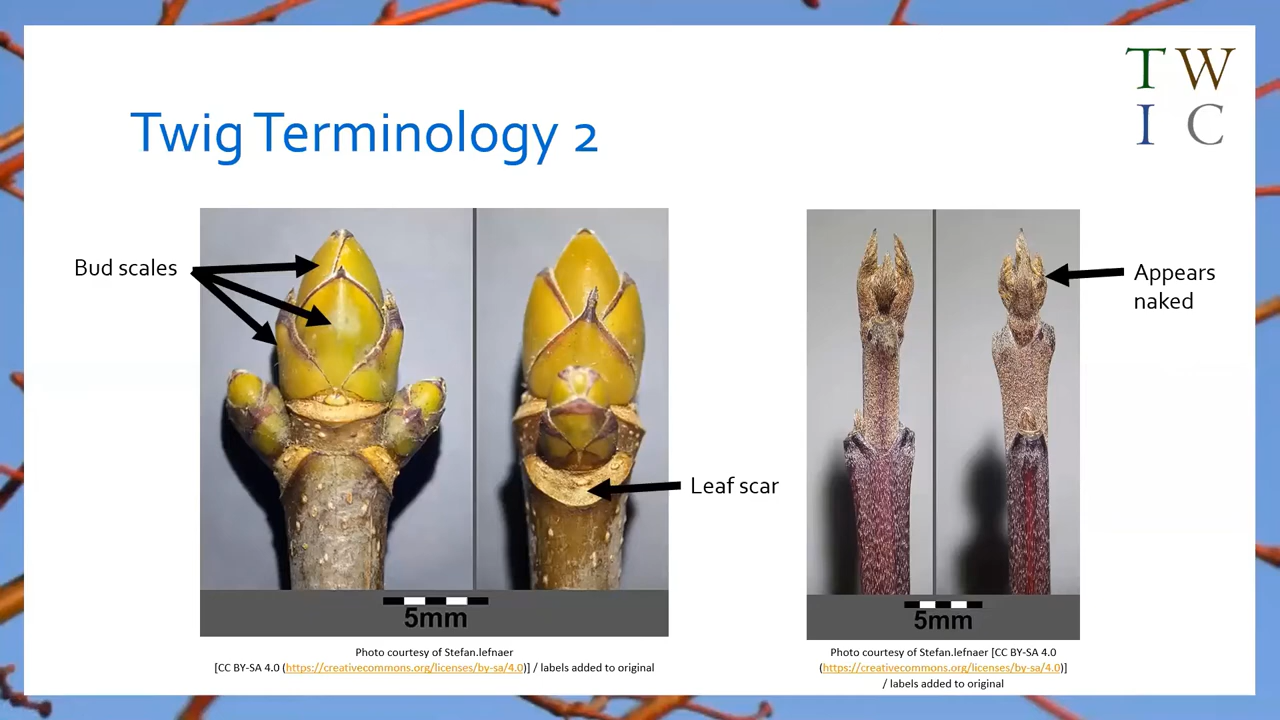 T W
I C
Twig Terminology 2
Bud scales
Appears
naked
Leaf scar
5mm
5mm
Photo courtesy of Stefan.lefnaer
[CC BY-SA 4.0 (https://creativecommons.org/licenses/by-sa/4.0)] / labels added to original
Photo courtesy of Stefan.lefnaer [CC BY-SA 4.0
(https://creativecommons.org/licenses/by-sa/4.0)]
/ labels added to original